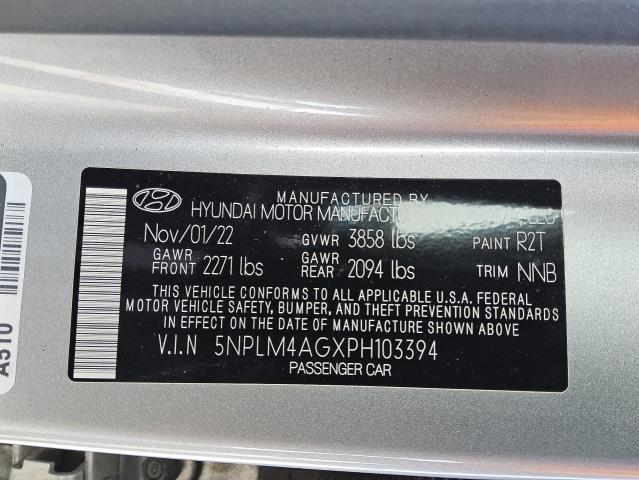 MANUFACTURED BY
HYUNDAI MOTOR MANUFACTURING LLC
Nov/01/22 GVWR 3858 lbs PAINT R2T
GAWR FRONT 2271 lbs GAWR REAR 2094 lbs TRIM NNB
THIS VEHICLE CONFORMS TO ALL APPLICABLE U.S.A. FEDERAL
MOTOR VEHICLE SAFETY, BUMPER, AND THEFT PREVENTION STANDARDS
IN EFFECT ON THE DATE OF MANUFACTURE SHOWN ABOVE
V.I.N 5NPLM4AGXPH103394
PASSENGER CAR
A510